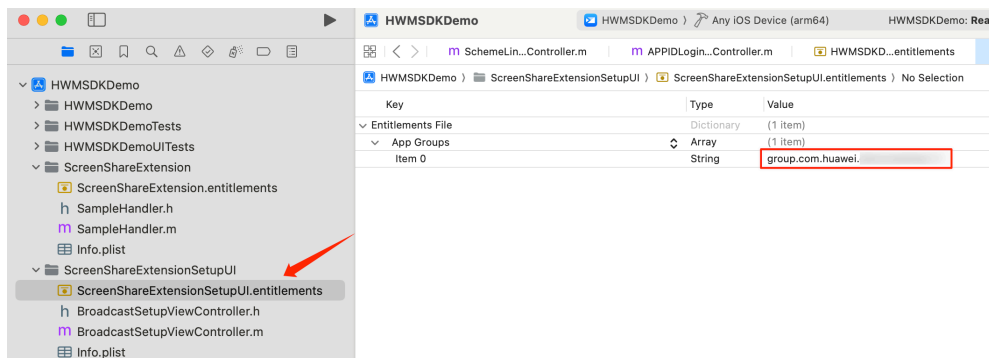 HWMSDKDemo
HWMSDKDemo 〉 Any iOS Device (arm64)
HWMSDKDemo: Rea
m SchemeLin...Controller.m
m APPIDLogin...Controller.m
HWMSDKD...entitlements
HWMSDKDemo 〉 ScreenShareExtensionSetupUI 〉 ScreenShareExtensionSetupUI.entitlements 〉 No Selection
HWMSDKDemo
HWMSDKDemo
HWMSDKDemoTests
HWMSDKDemoUITests
ScreenShareExtension
ScreenShareExtension.entitlements
h SampleHandler.h
m SampleHandler.m
Info.plist
ScreenShareExtensionSetupUI
ScreenShareExtensionSetupUI.entitlements
h BroadcastSetupViewController.h
m BroadcastSetupViewController.m
Info.plist
Key Type Value
Entitlements File Dictionary (1 item)
App Groups Array (1 item)
Item 0 String group.com.huawei.